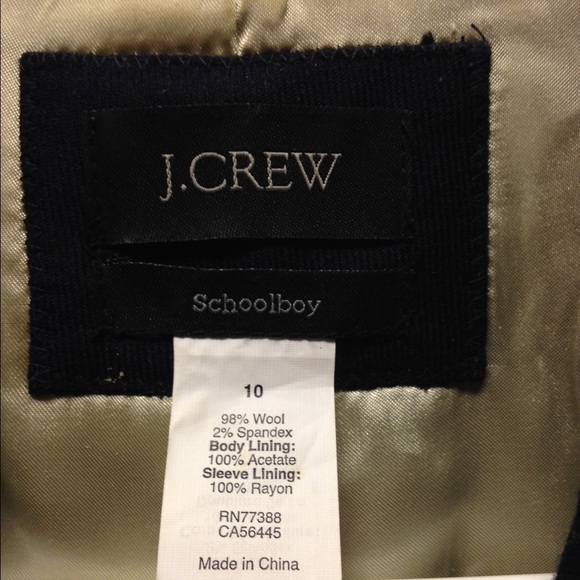 J.CREW
Schoolboy
10
98% Wool
2% Spandex
Body Lining:
100% Acetate
Sleeve Lining:
100% Rayon
RN77388
CA56445
Made in China